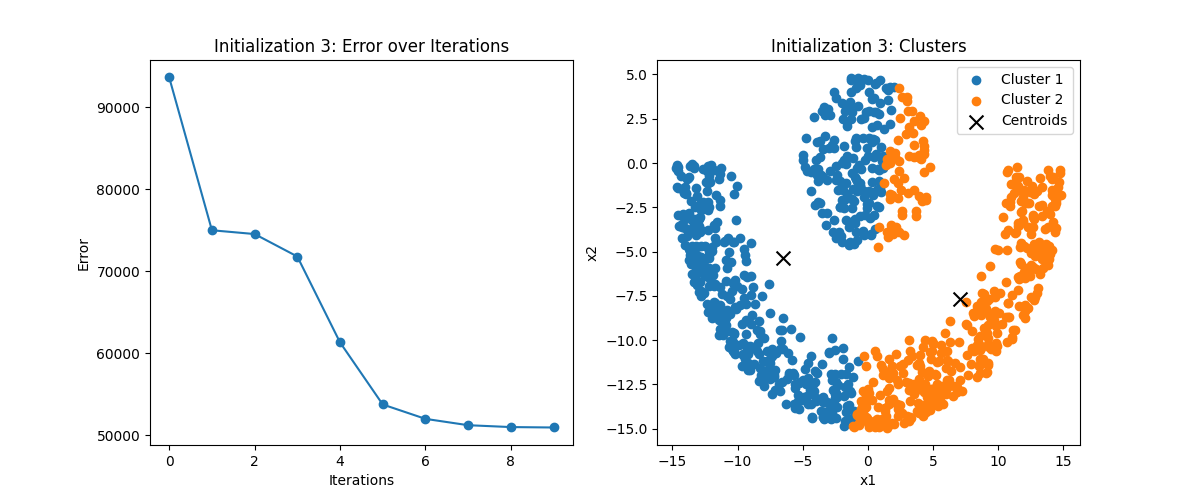 Initialization 3: Error over Iterations
Error
90000
80000
70000
60000
50000
0
2
4
6
8
Iterations
Initialization 3: Clusters
x2
5.0
2.5
0.0
−2.5
−5.0
−7.5
−10.0
−12.5
−15.0
−15
−10
−5
0
5
10
15
x1
Cluster 1
Cluster 2
Centroids